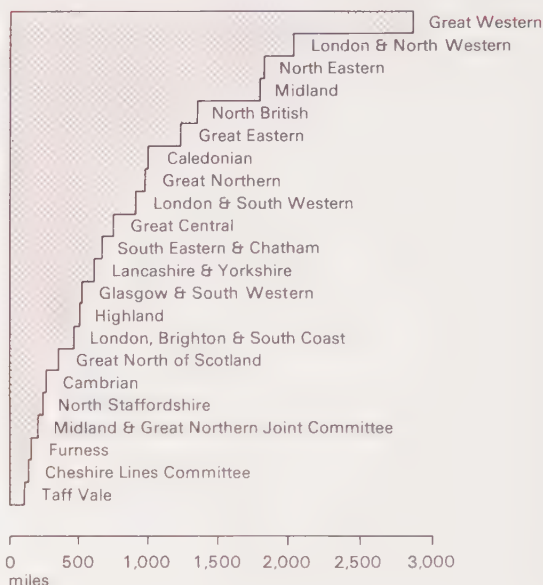 Great Western
London & North Western
North Eastern
Midland
North British
Great Eastern
Caledonian
Great Northern
London & South Western
Great Central
South Eastern & Chatham
Lancashire & Yorkshire
Glasgow & South Western
Highland
London, Brighton & South Coast
Great North of Scotland
Cambrian
North Staffordshire
Midland & Great Northern Joint Committee
Furness
Cheshire Lines Committee
Taff Vale
0 500 1,000 1,500 2,000 2,500 3,000
miles